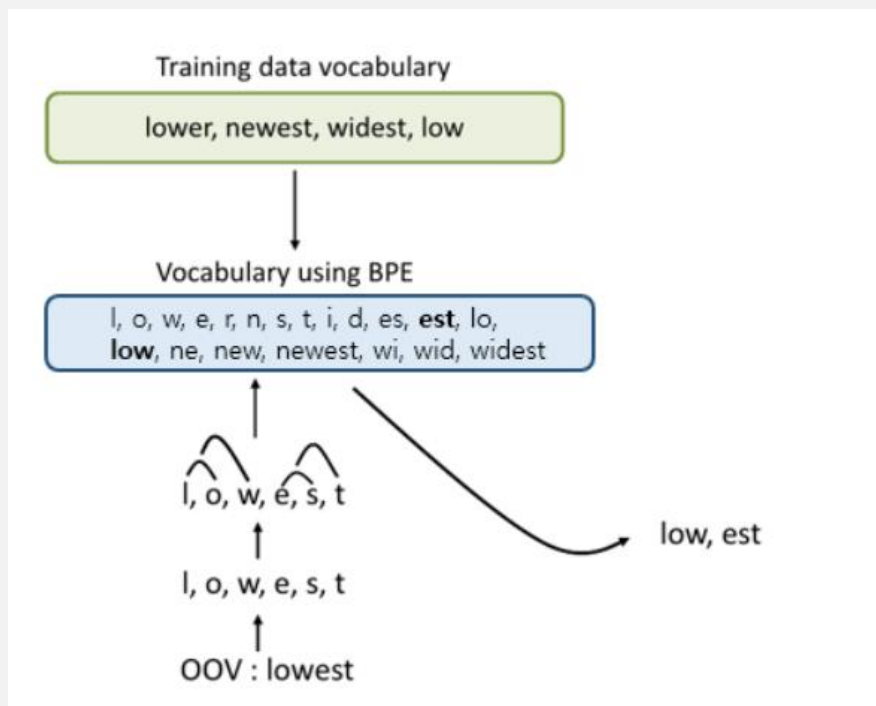 Training data vocabulary
lower, newest, widest, low
Vocabulary using BPE
l, o, w, e, r, n, s, t, i, d, es, est, lo,
low, ne, new, newest, wi, wid, widest
l, o, w, e, s, t
low, est
l, o, w, e, s, t
OOV : lowest